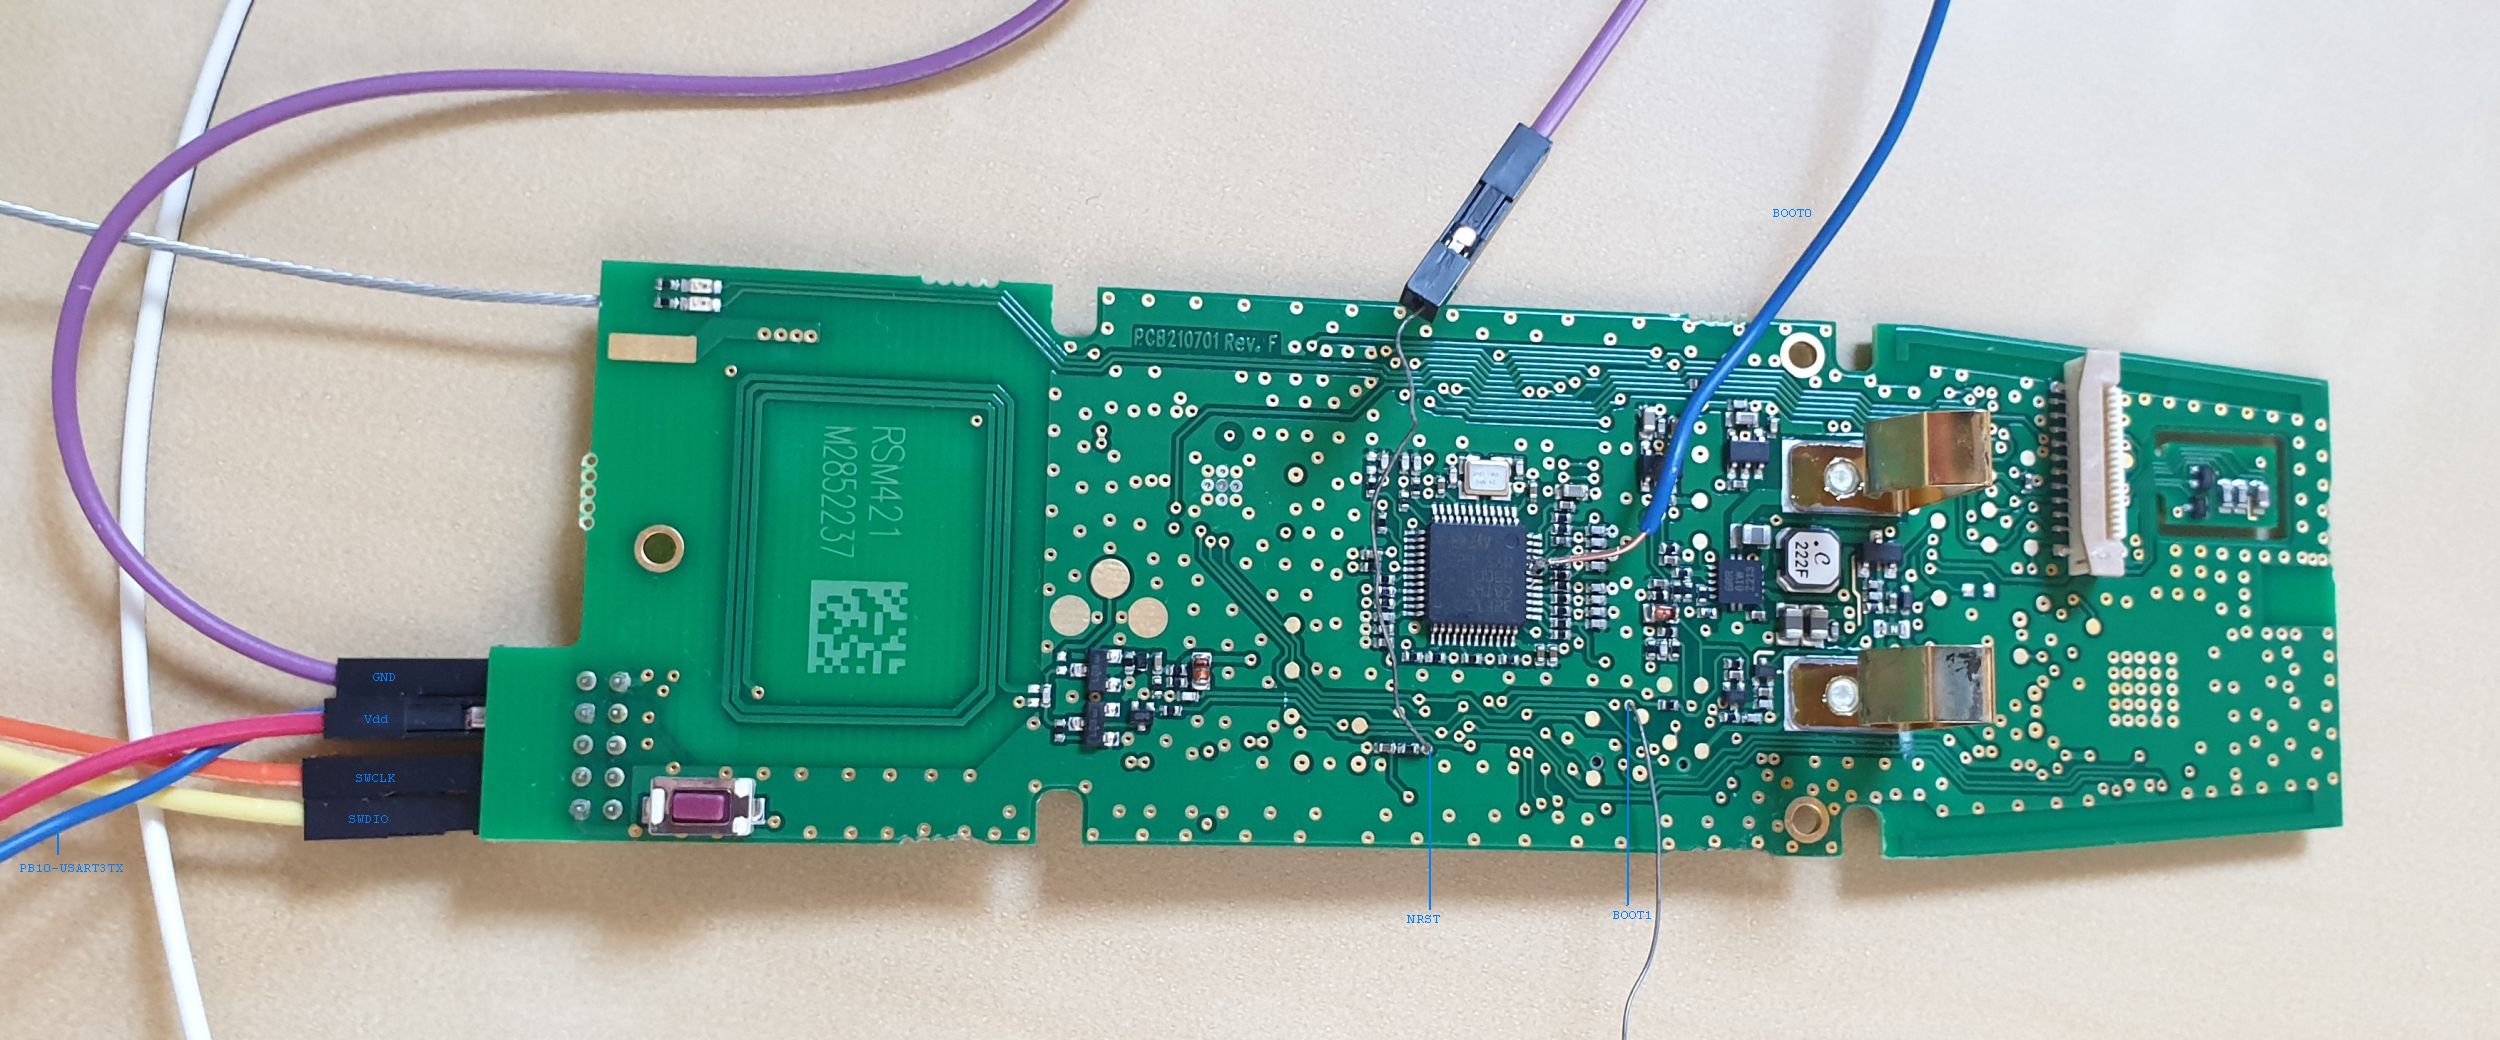 BOOT0
PCB210701 Rev. F
RSM421
M2852237
C
222F
GND
Vdd
SWCLK
SWDIO
PB10-USART3TX
NRST
BOOT1